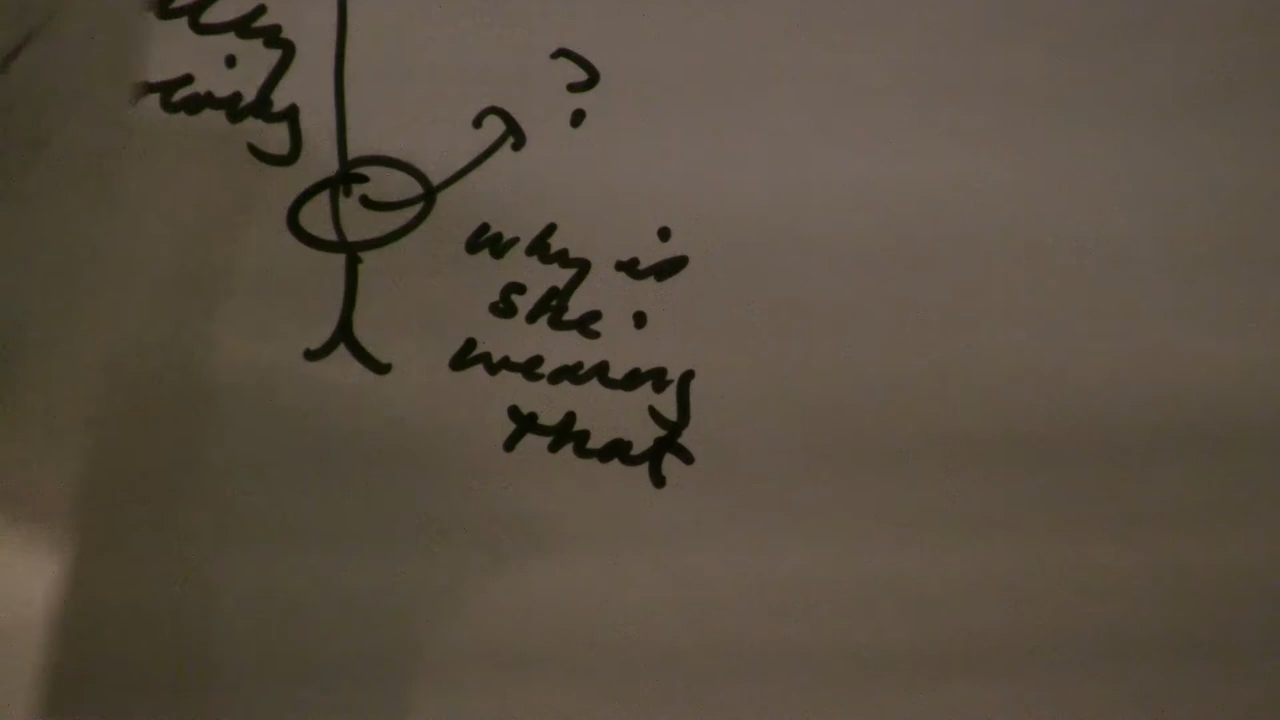 ?
why is
she
wearing
that